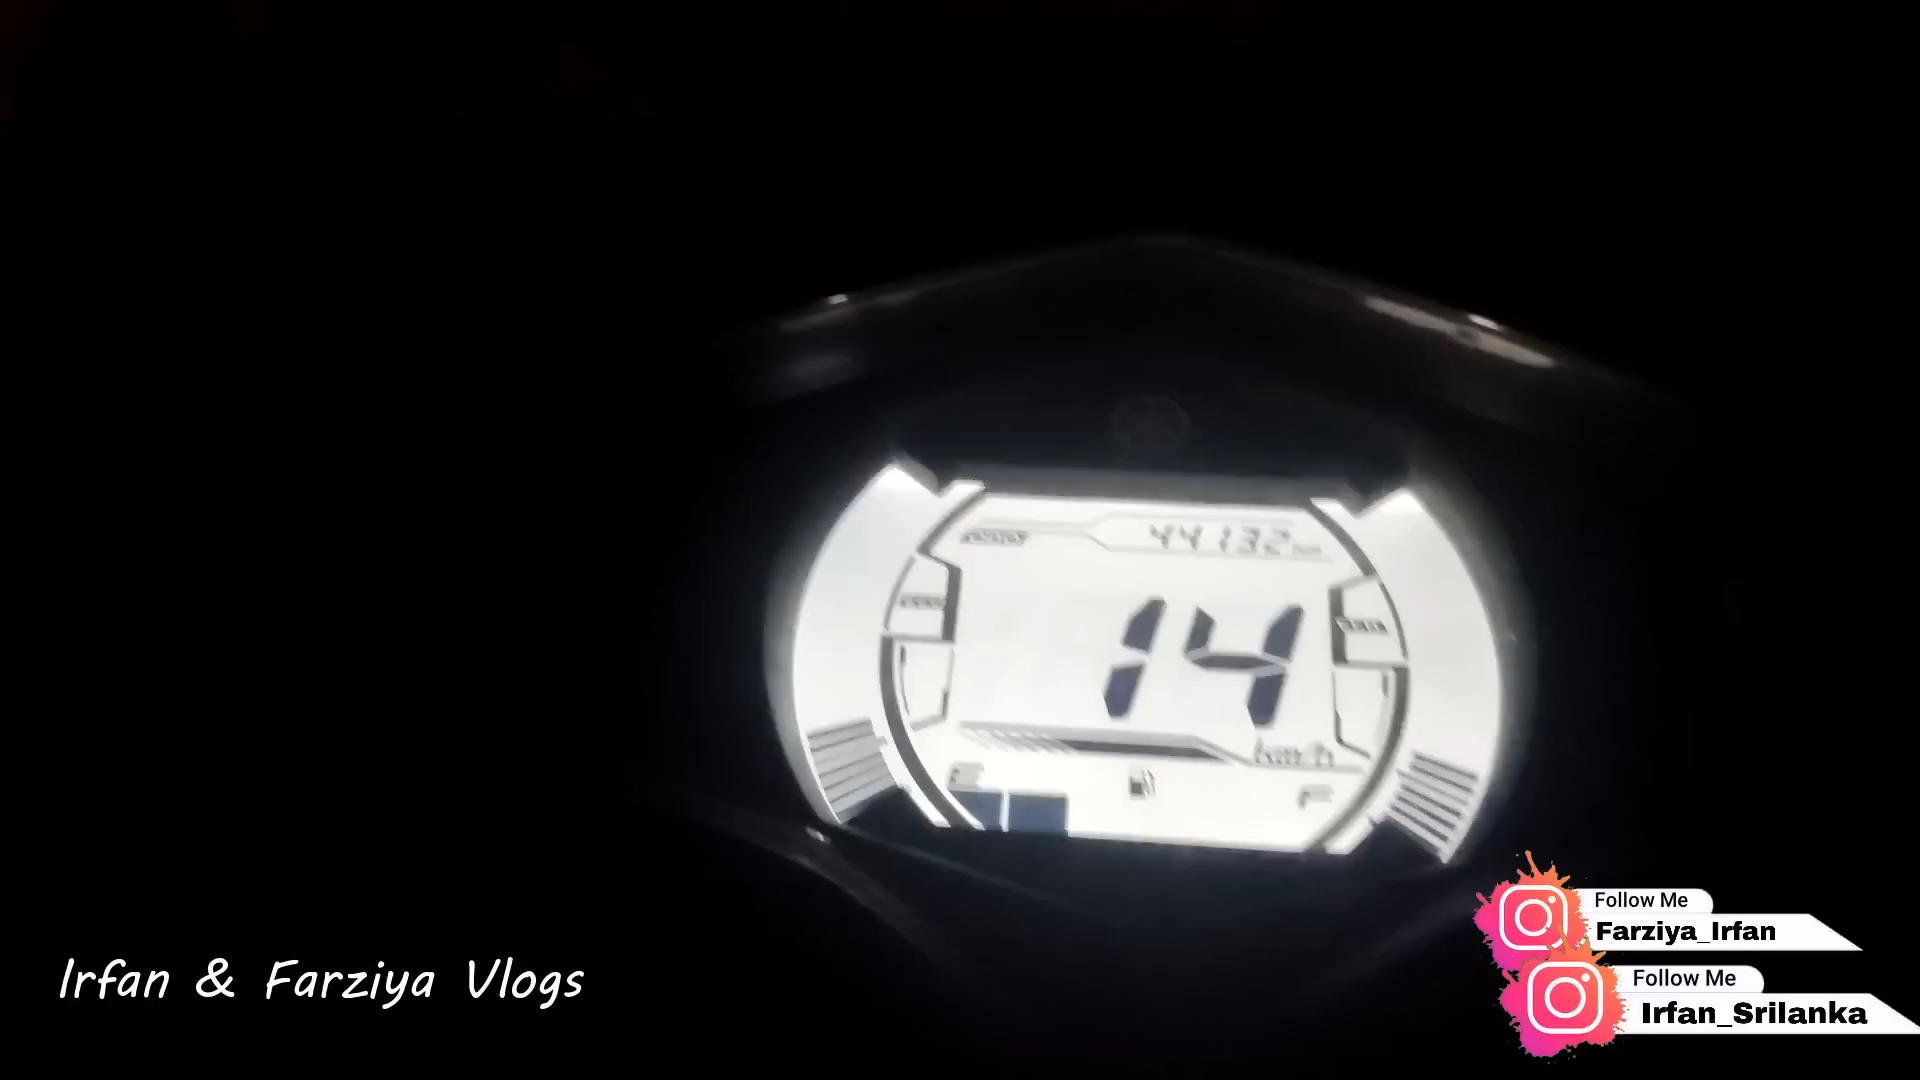 44132 km
14
km/h
E
F
Irfan & Farziya Vlogs
Follow Me
Farziya_Irfan
Follow Me
Irfan_Srilanka